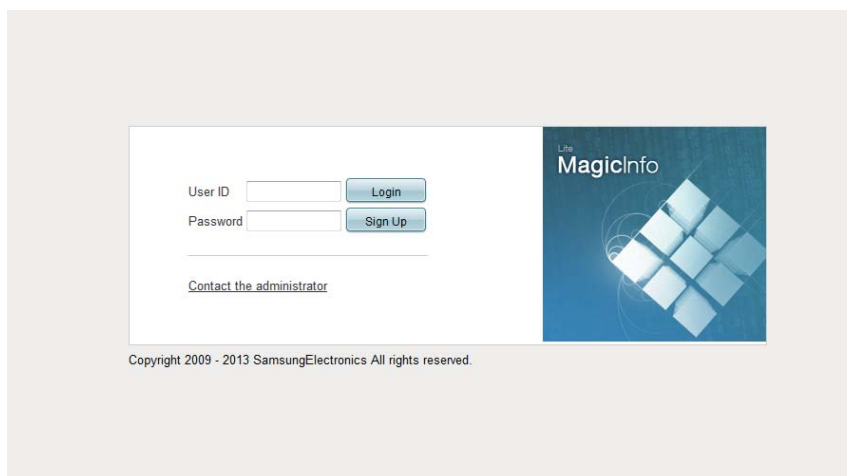 Lite
MagicInfo
User ID
Login
Password
Sign Up
Contact the administrator
Copyright 2009 - 2013 SamsungElectronics All rights reserved.